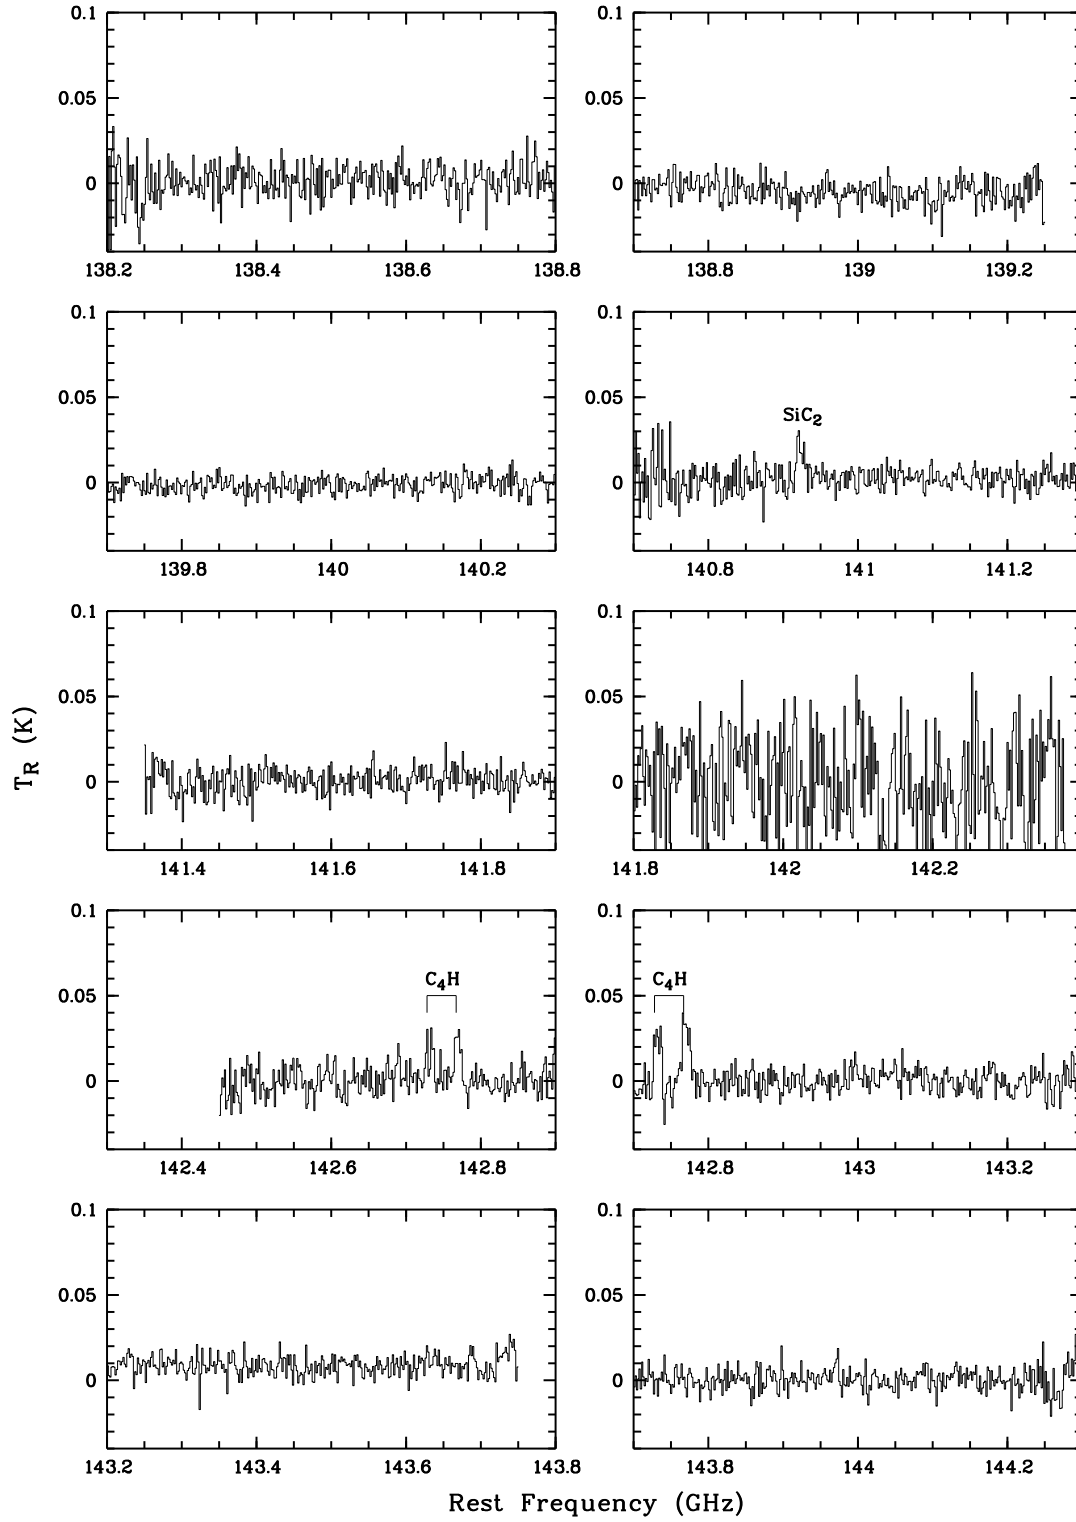 0.1
0.05
0
138.2 138.4 138.6 138.8
0.1
0.05
0
138.8 139 139.2
0.1
0.05
0
139.8 140 140.2
0.1
0.05
0
SiC2
140.8 141 141.2
0.1
0.05
0
141.4 141.6 141.8
0.1
0.05
0
141.8 142 142.2
TR (K)
0.1
0.05
0
C4H
142.4 142.6 142.8
0.1
0.05
0
C4H
142.8 143 143.2
0.1
0.05
0
143.2 143.4 143.6 143.8
0.1
0.05
0
143.8 144 144.2
Rest Frequency (GHz)